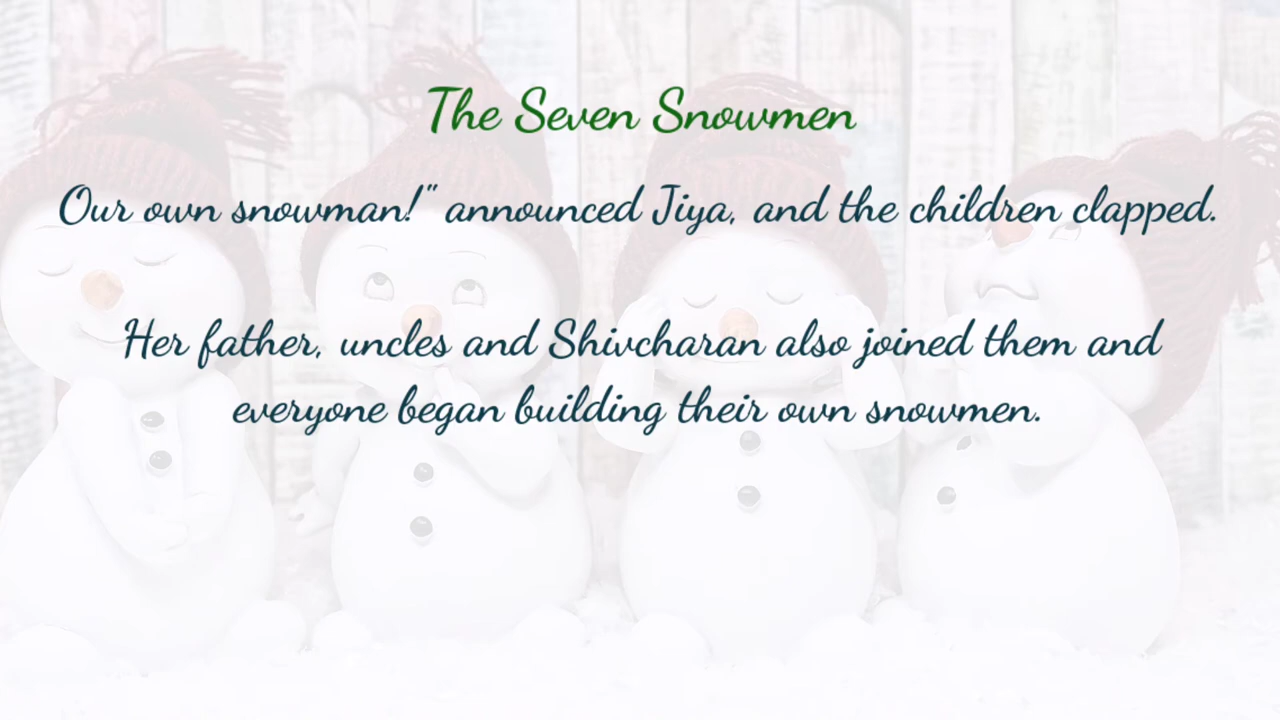 The Seven Snowmen
Our own snowman!" announced Jiya, and the children clapped.
Her father, uncles and Shivcharan also joined them and
everyone began building their own snowmen.